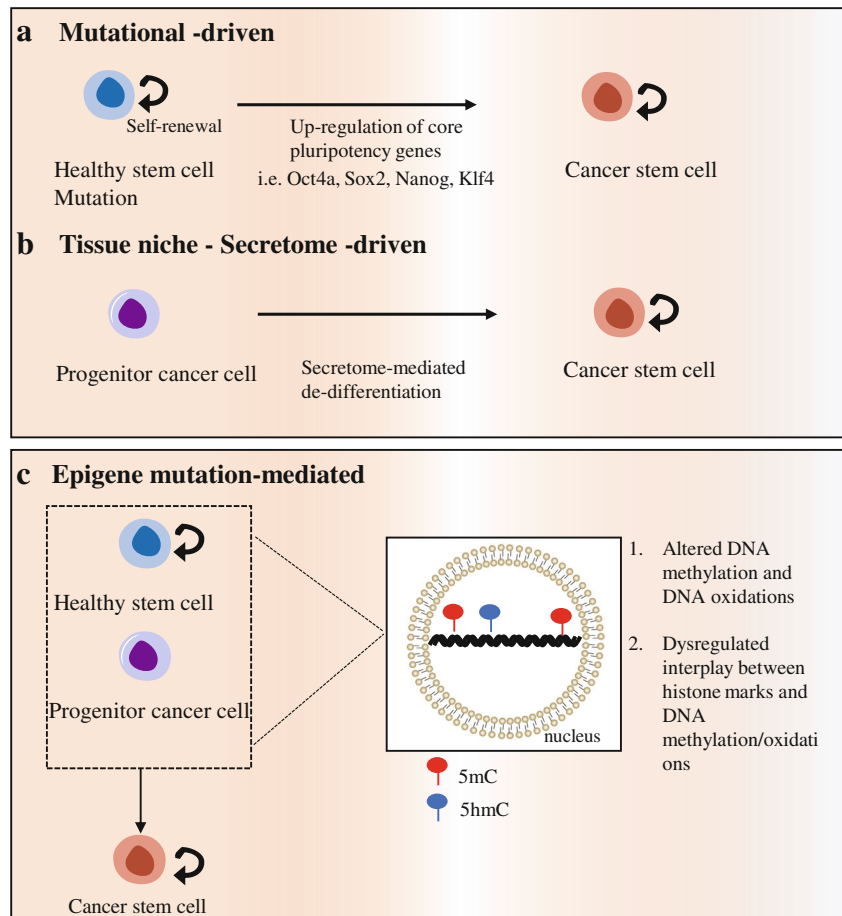 a Mutational -driven
Self-renewal
Healthy stem cell
Mutation
Up-regulation of core
pluripotency genes
i.e. Oct4a, Sox2, Nanog, Klf4
Cancer stem cell
b Tissue niche - Secretome -driven
Progenitor cancer cell
Secretome-mediated
de-differentiation
Cancer stem cell
c Epigene mutation-mediated
Healthy stem cell
Progenitor cancer cell
Cancer stem cell
nucleus
5mC
5hmC
1. Altered DNA
methylation and
DNA oxidations
2. Dysregulated
interplay between
histone marks and
DNA
methylation/oxidati
ons